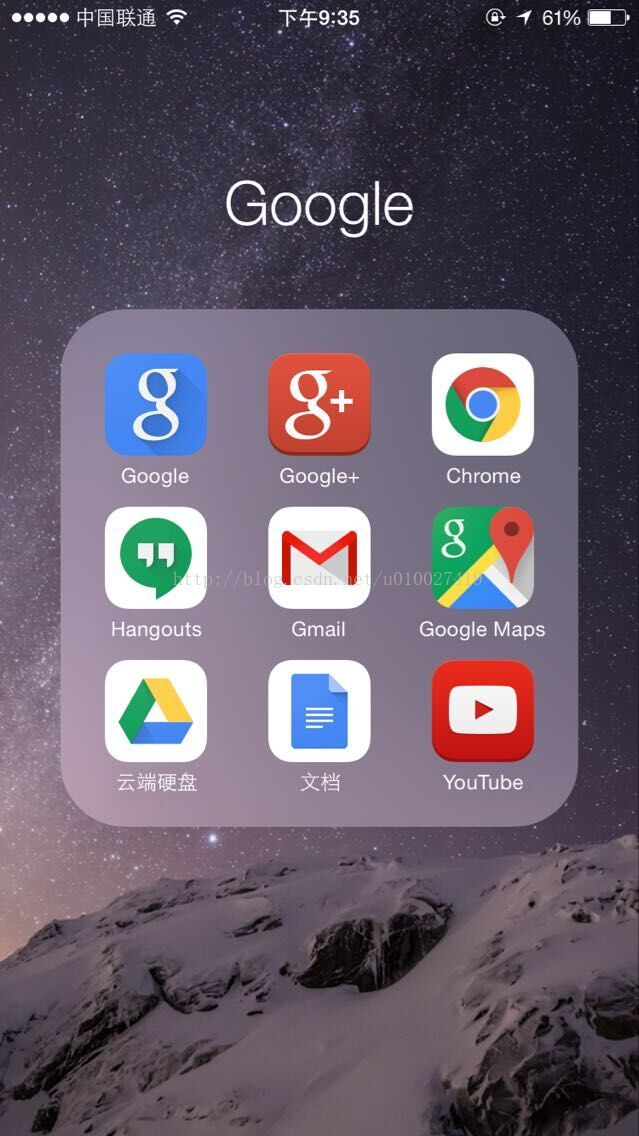 中国联通 下午9:35 61%
Google
Google Google+ Chrome
http://blog.csdn.net/u010027419
Hangouts Gmail Google Maps
云端硬盘 文档 YouTube